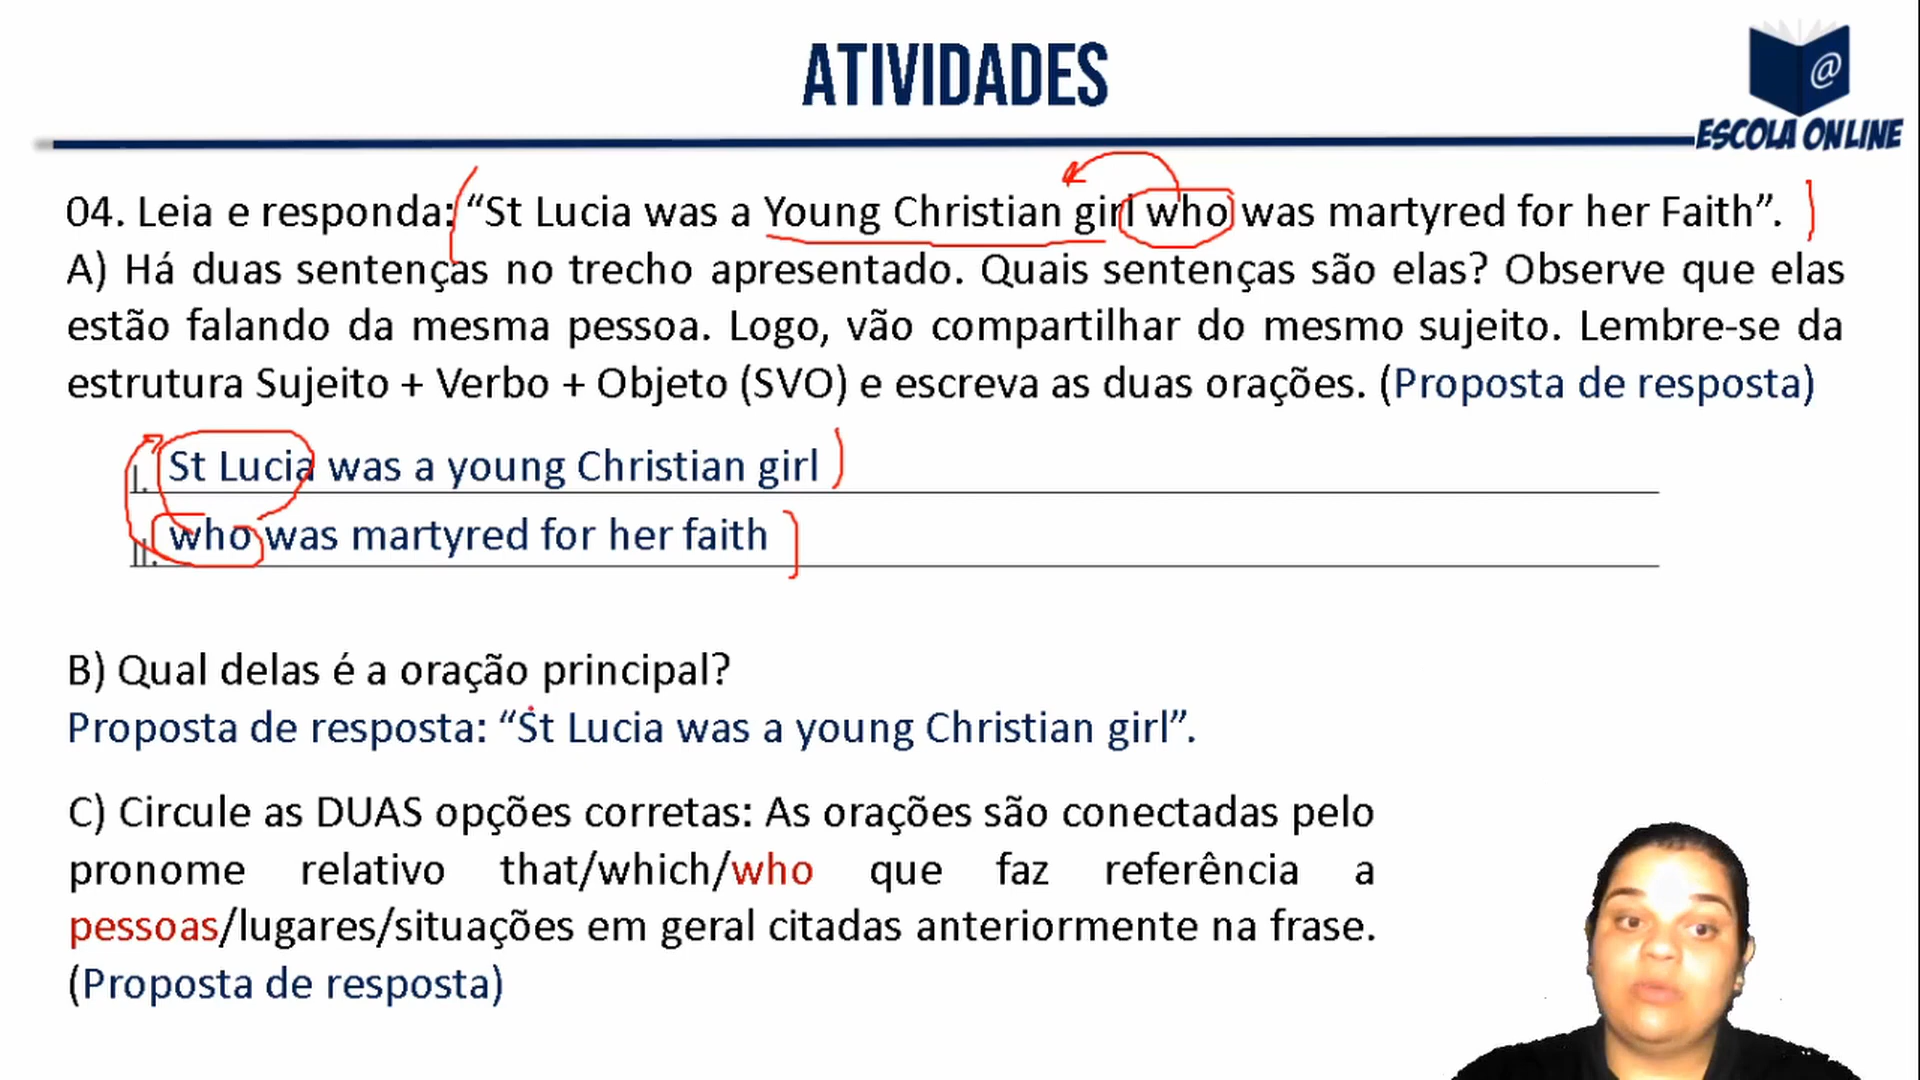 ATIVIDADES
@
ESCOLA ONLINE
04. Leia e responda: “St Lucia was a Young Christian girl who was martyred for her Faith”.
A) Há duas sentenças no trecho apresentado. Quais sentenças são elas? Observe que elas
estão falando da mesma pessoa. Logo, vão compartilhar do mesmo sujeito. Lembre-se da
estrutura Sujeito + Verbo + Objeto (SVO) e escreva as duas orações. (Proposta de resposta)
I. St Lucia was a young Christian girl
II. who was martyred for her faith
B) Qual delas é a oração principal?
Proposta de resposta: “St Lucia was a young Christian girl”.
C) Circule as DUAS opções corretas: As orações são conectadas pelo
pronome relativo that/which/who que faz referência a
pessoas/lugares/situações em geral citadas anteriormente na frase.
(Proposta de resposta)